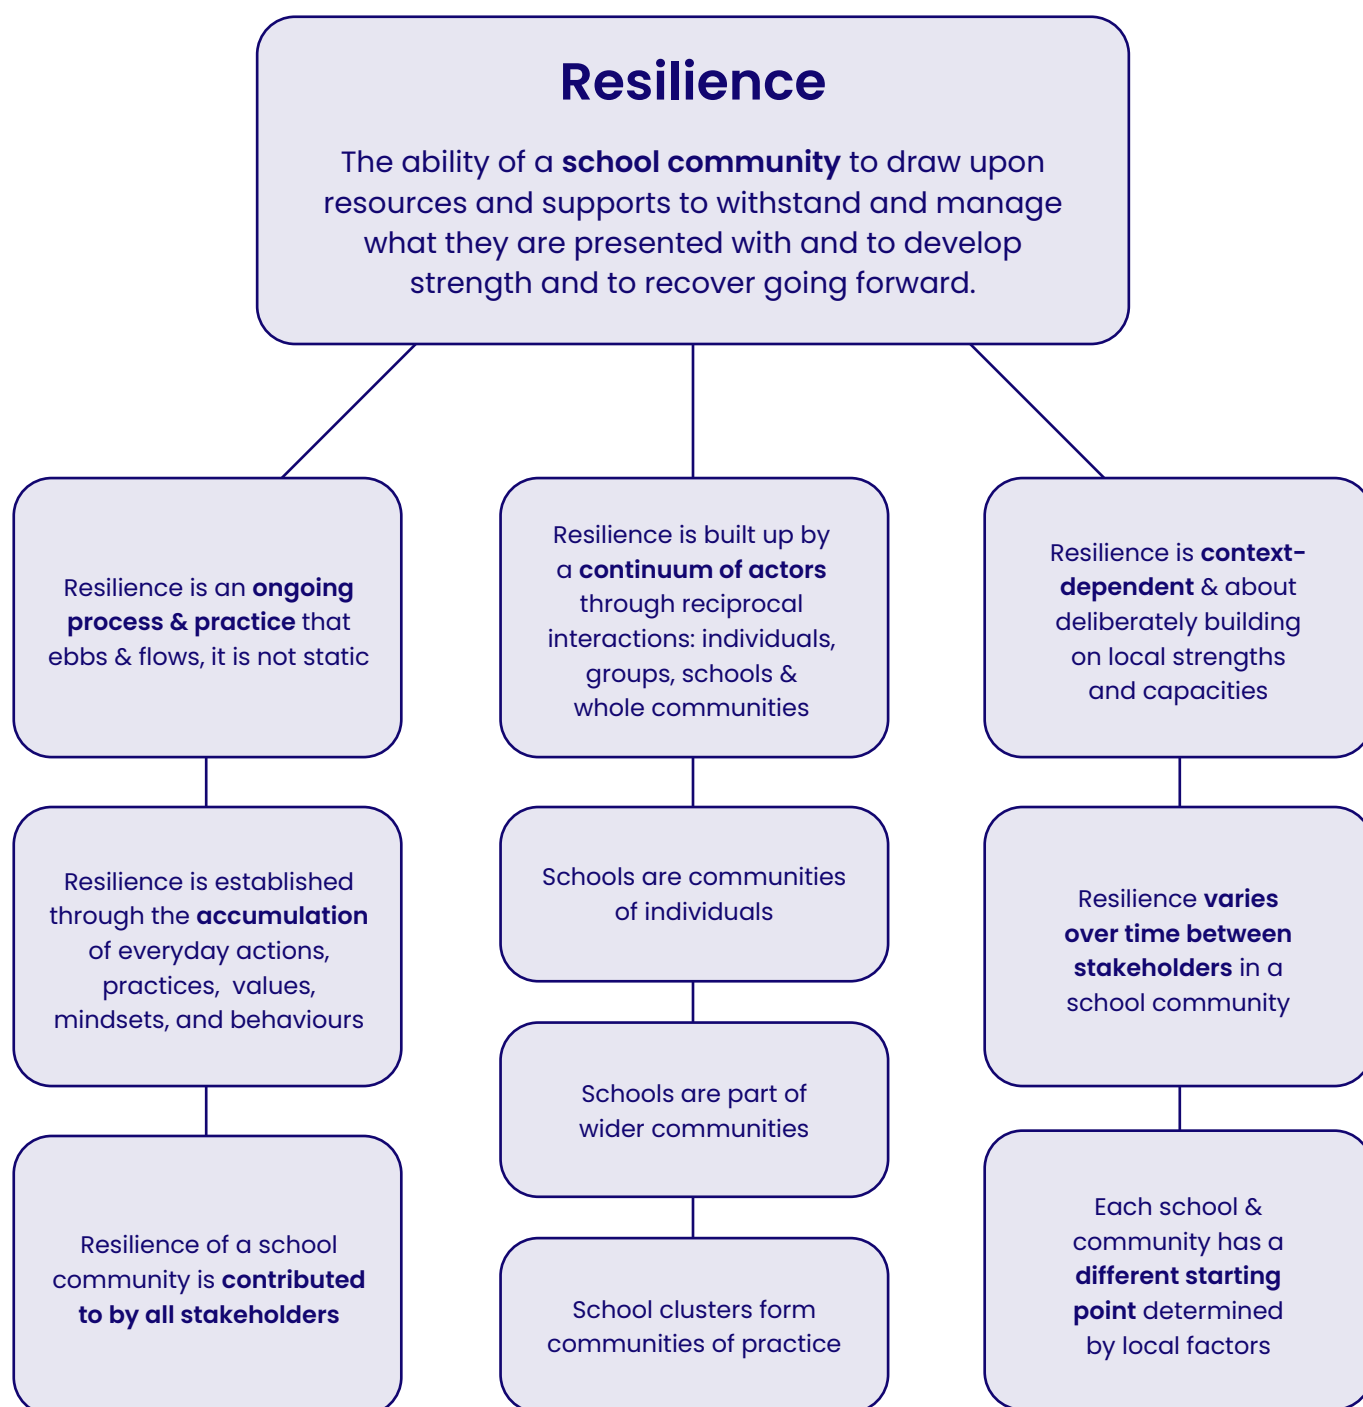 Resilience
The ability of a school community to draw upon
resources and supports to withstand and manage
what they are presented with and to develop
strength and to recover going forward.
Resilience is an ongoing
process & practice that
ebbs & flows, it is not static
Resilience is established
through the accumulation
of everyday actions,
practices, values,
mindsets, and behaviours
Resilience of a school
community is contributed
to by all stakeholders
Resilience is built up by
a continuum of actors
through reciprocal
interactions: individuals,
groups, schools &
whole communities
Schools are communities
of individuals
Schools are part of
wider communities
School clusters form
communities of practice
Resilience is context-
dependent & about
deliberately building
on local strengths
and capacities
Resilience varies
over time between
stakeholders in a
school community
Each school &
community has a
different starting
point determined
by local factors